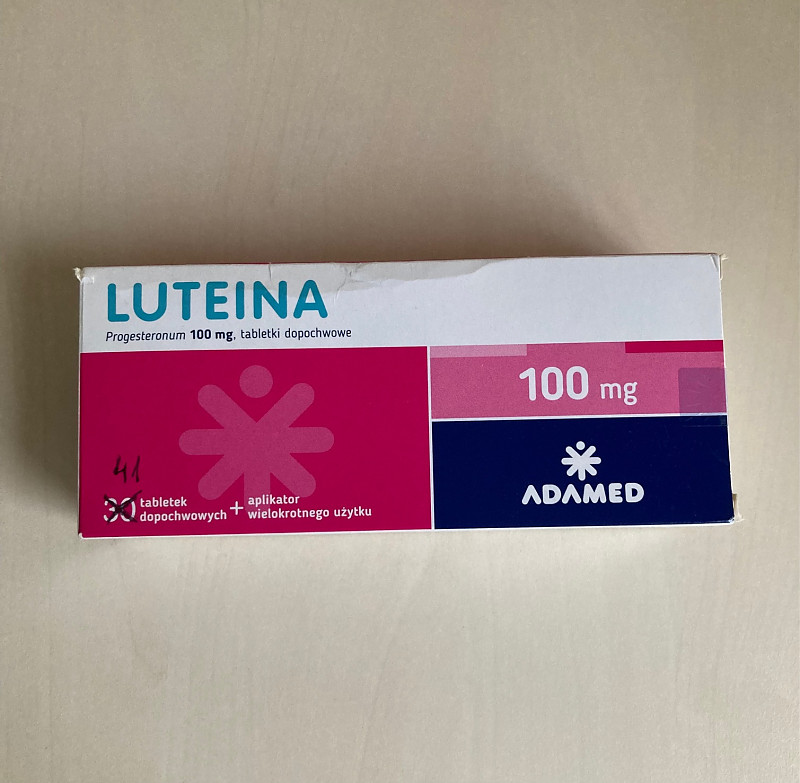 LUTEINA
Progesteronum 100 mg, tabletki dopochwowe
100 mg
ADAMED
41
30 tabletek
dopochwowych + aplikator
wielokrotnego użytku